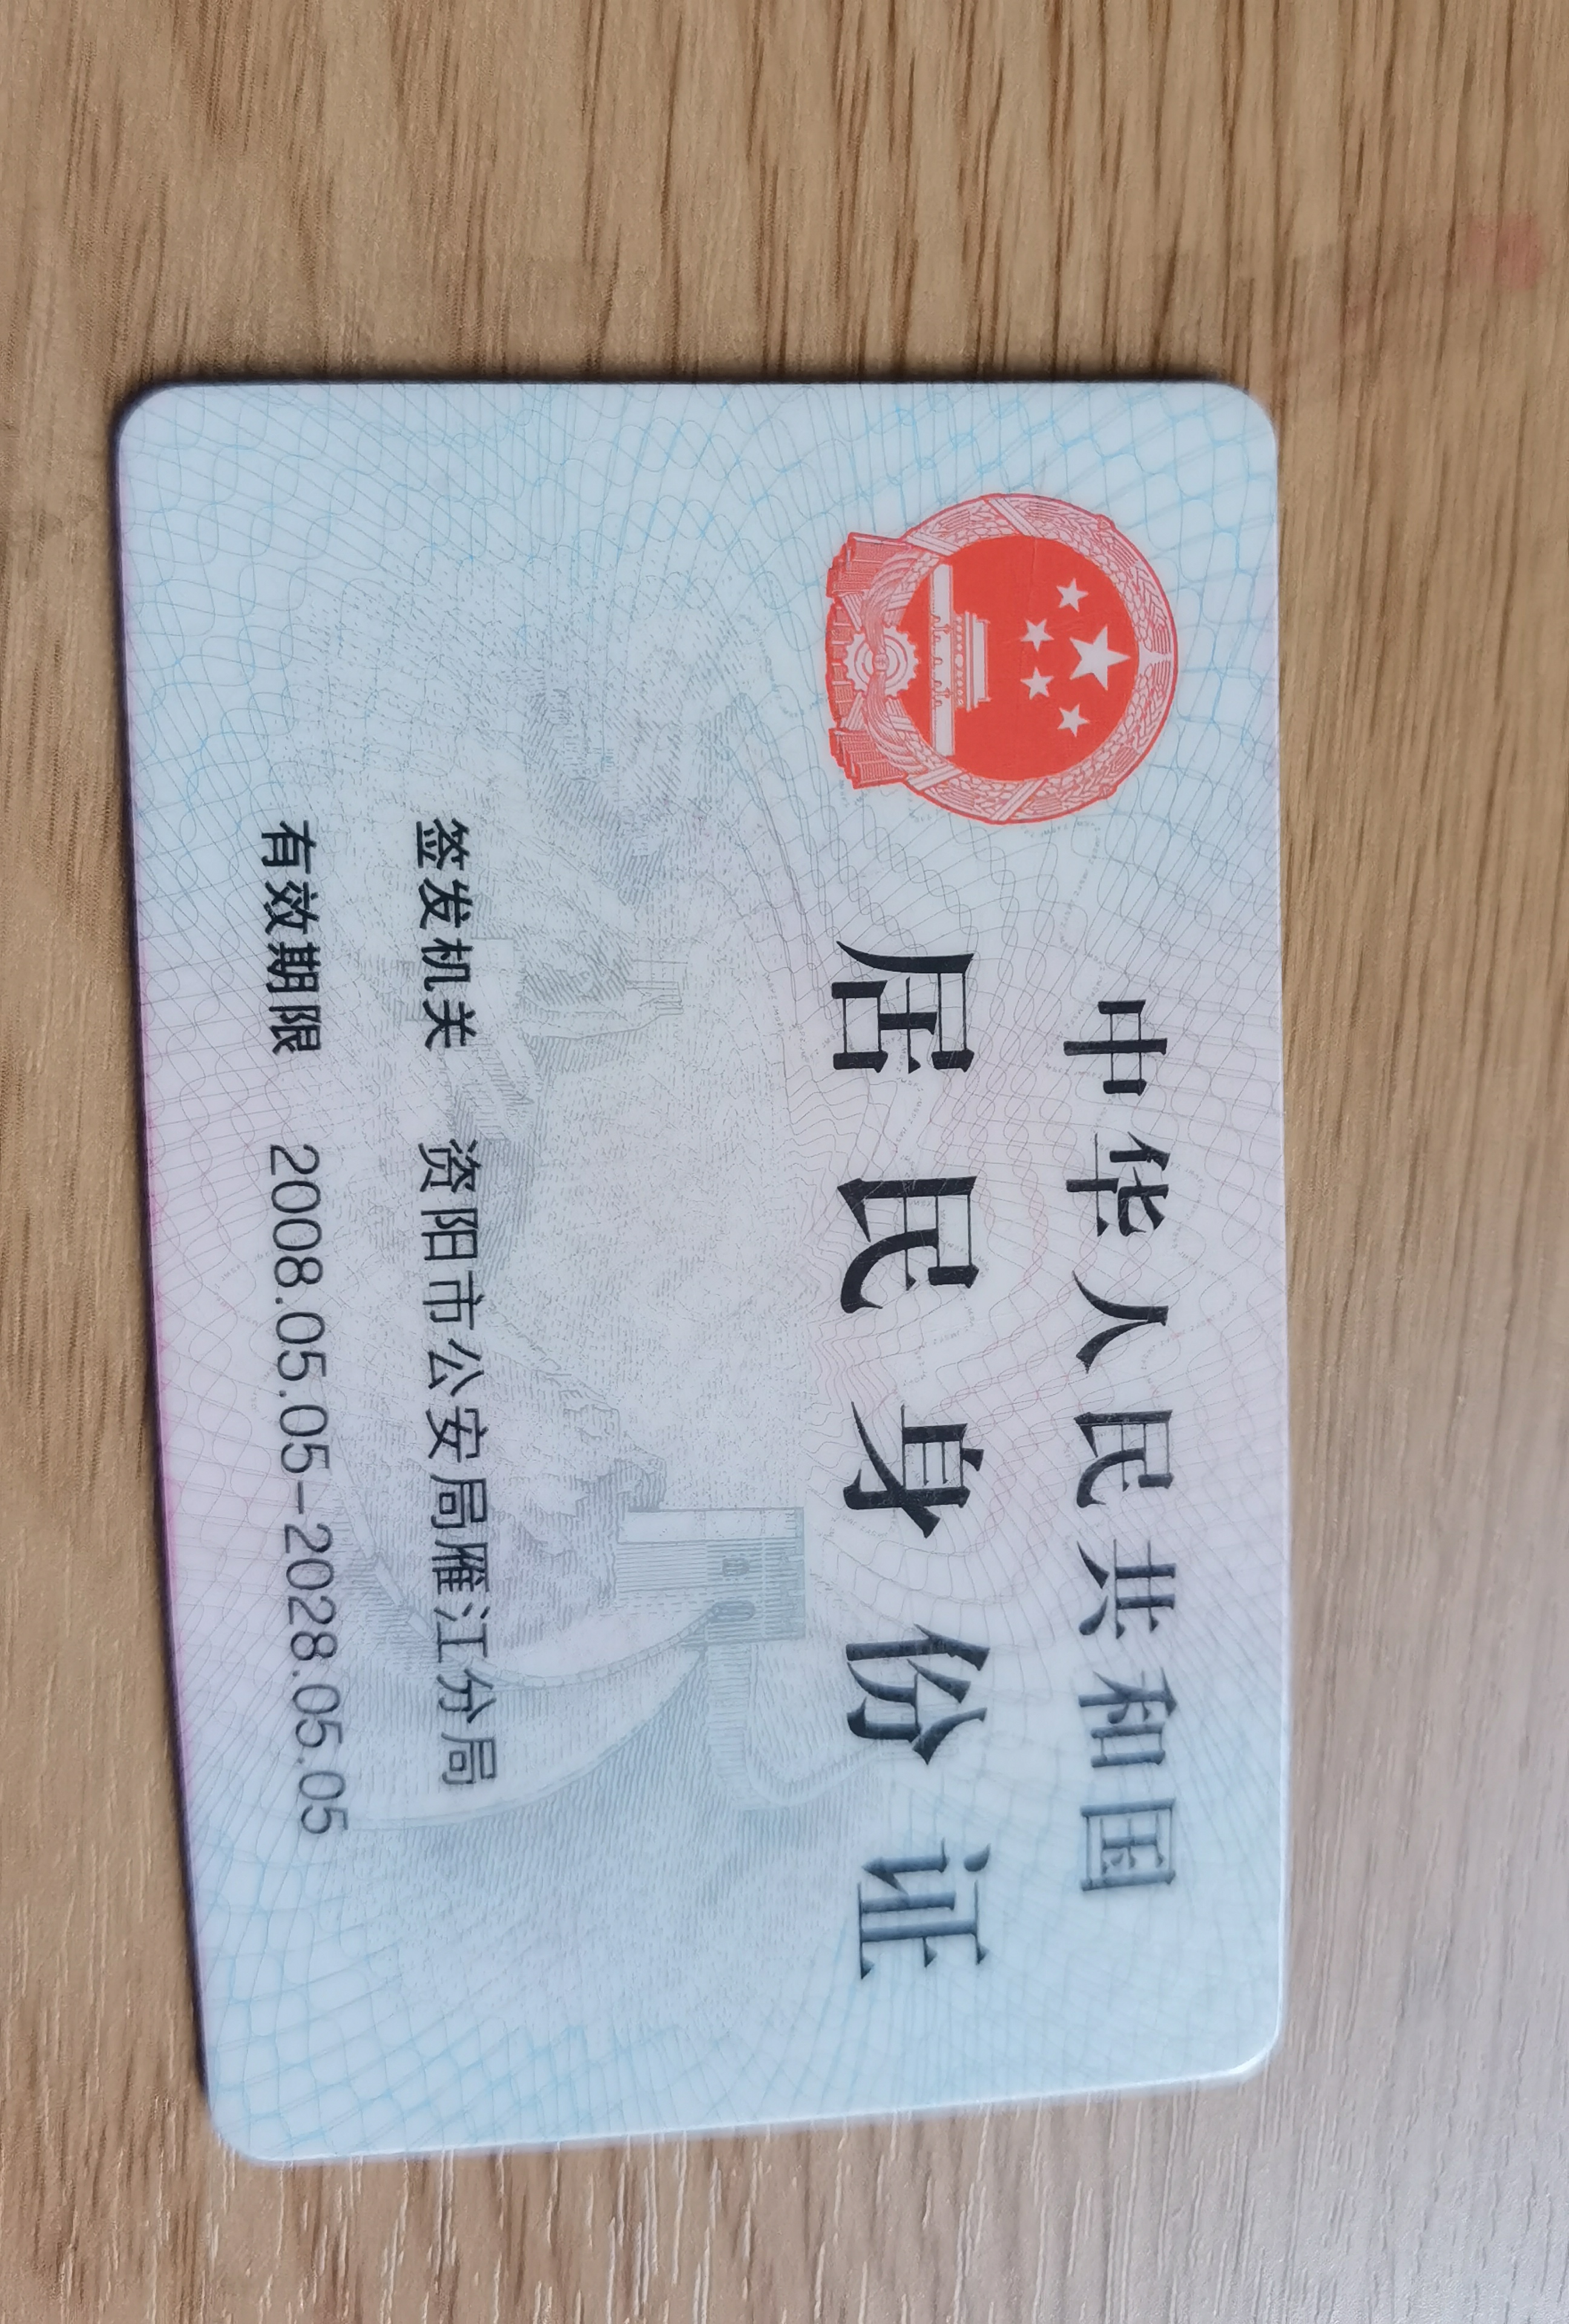 中华人民共和国
居民身份证
签发机关 资阳市公安局雁江分局
有效期限 2008.05.05-2028.05.05